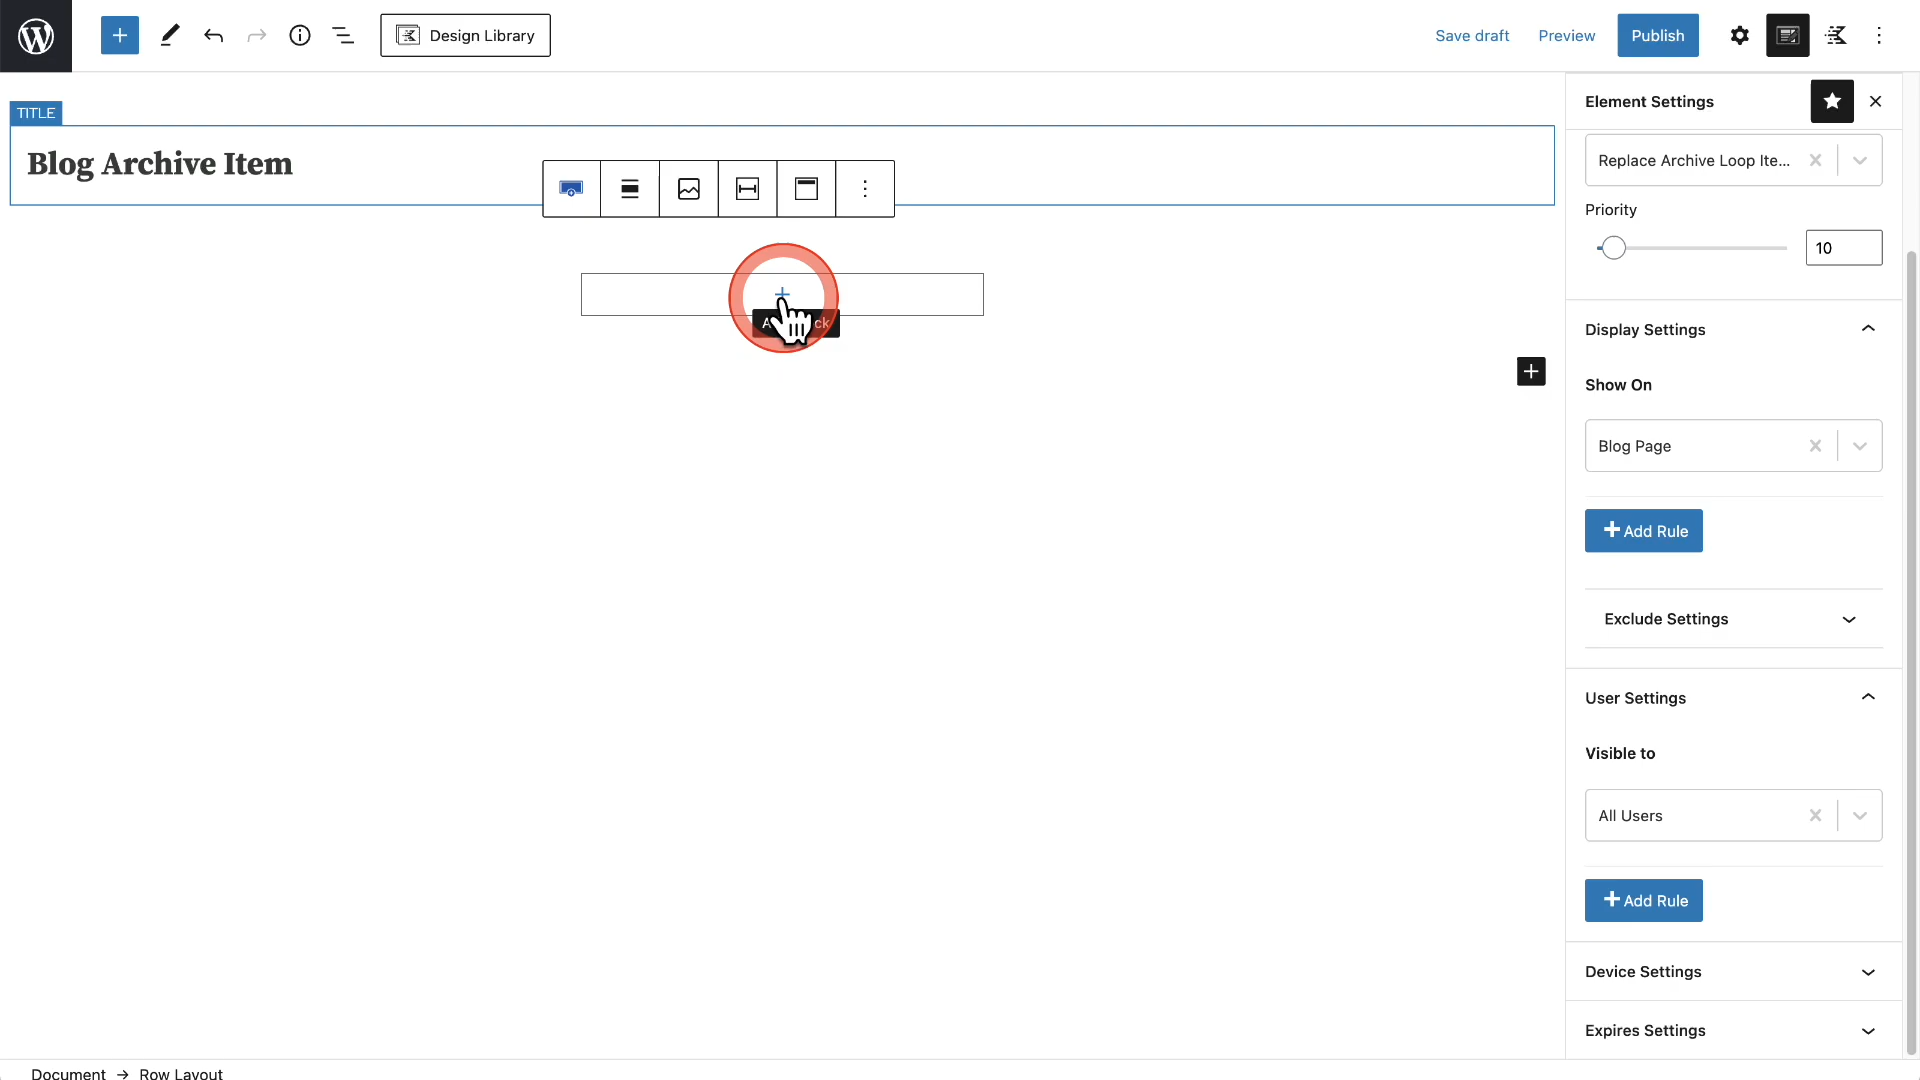 Design Library
Save draft
Preview
Publish
TITLE
Blog Archive Item
Element Settings
Replace Archive Loop Ite...
Priority
10
Display Settings
Show On
Blog Page
Add Rule
Exclude Settings
User Settings
Visible to
All Users
Add Rule
Device Settings
Expires Settings
Document → Row Layout